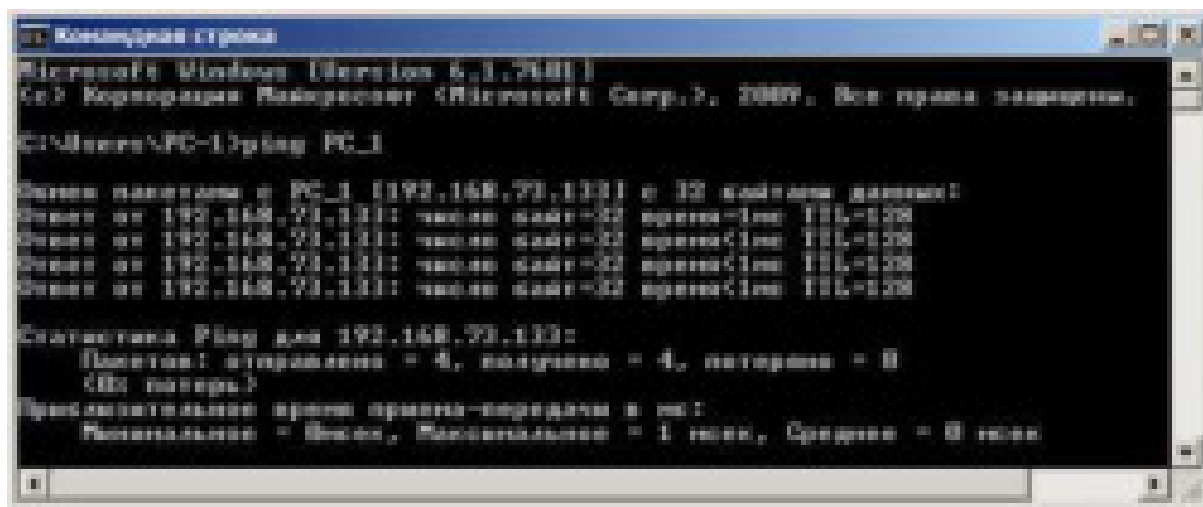 Командная строка
Microsoft Windows [Version 6.1.7601]
(c) Корпорация Майкрософт (Microsoft Corp.), 2009. Все права защищены.
C:\Users\PC-1>ping PC_1
Обмен пакетами с PC_1 [192.168.73.133] с 32 байтами данных:
Ответ от 192.168.73.133: число байт=32 время=1мс TTL=128
Ответ от 192.168.73.133: число байт=32 время<1мс TTL=128
Ответ от 192.168.73.133: число байт=32 время<1мс TTL=128
Ответ от 192.168.73.133: число байт=32 время<1мс TTL=128
Статистика Ping для 192.168.73.133:
Пакетов: отправлено = 4, получено = 4, потеряно = 0
(0% потерь)
Приблизительное время приема-передачи в мс:
Минимальное = 0мсек, Максимальное = 1 мсек, Среднее = 0 мсек